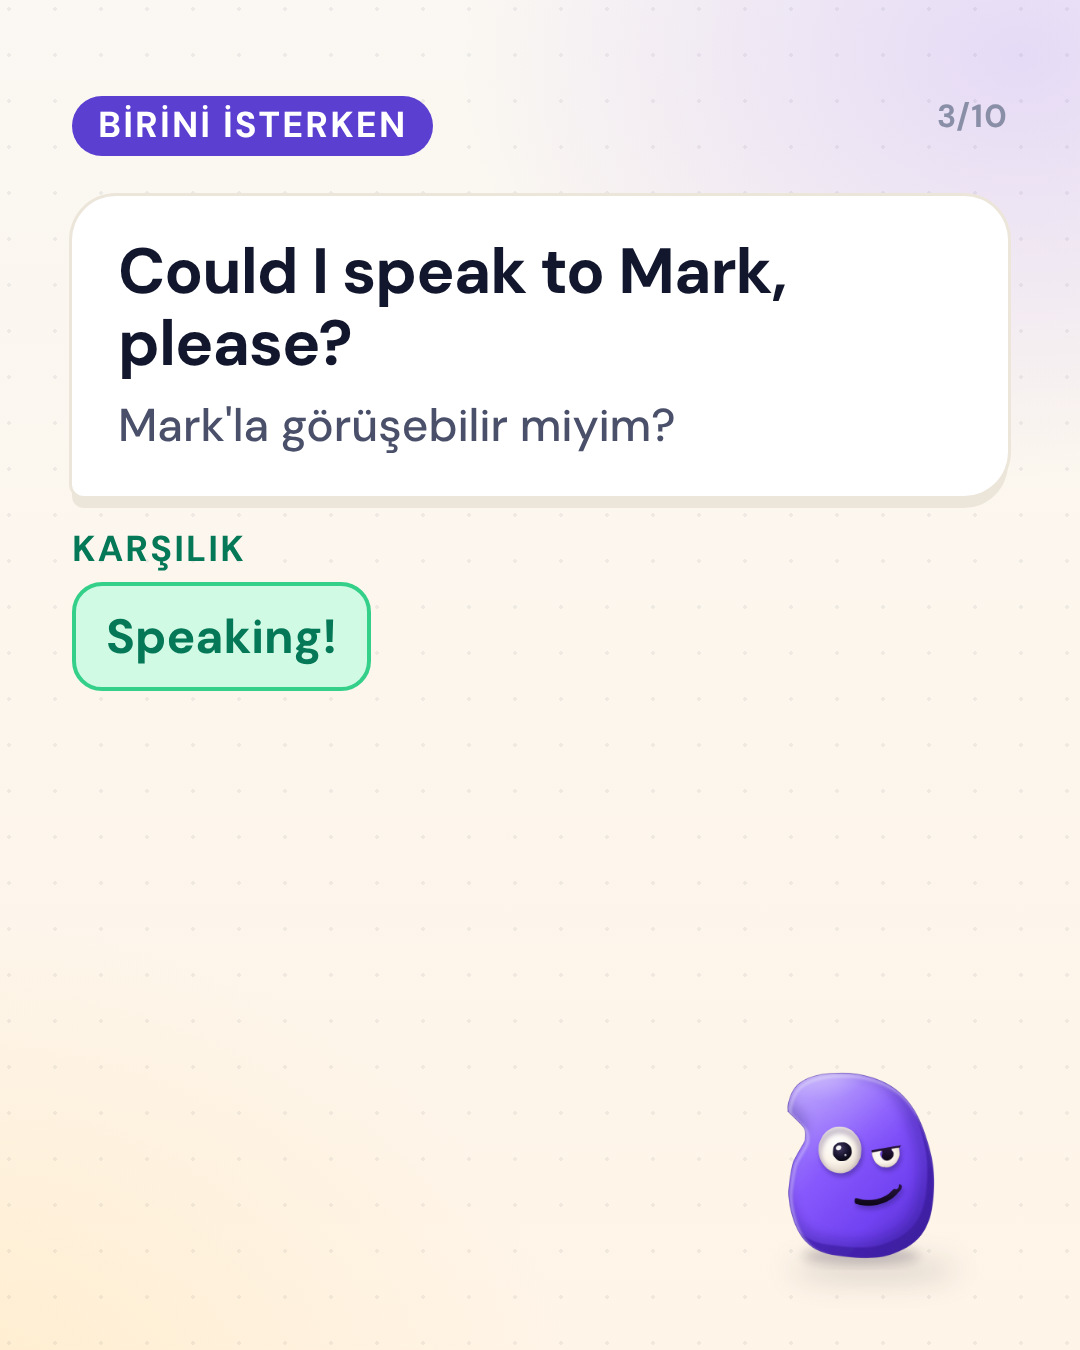 BİRİNİ İSTERKEN
3/10
Could I speak to Mark,
please?
Mark'la görüşebilir miyim?
KARŞILIK
Speaking!